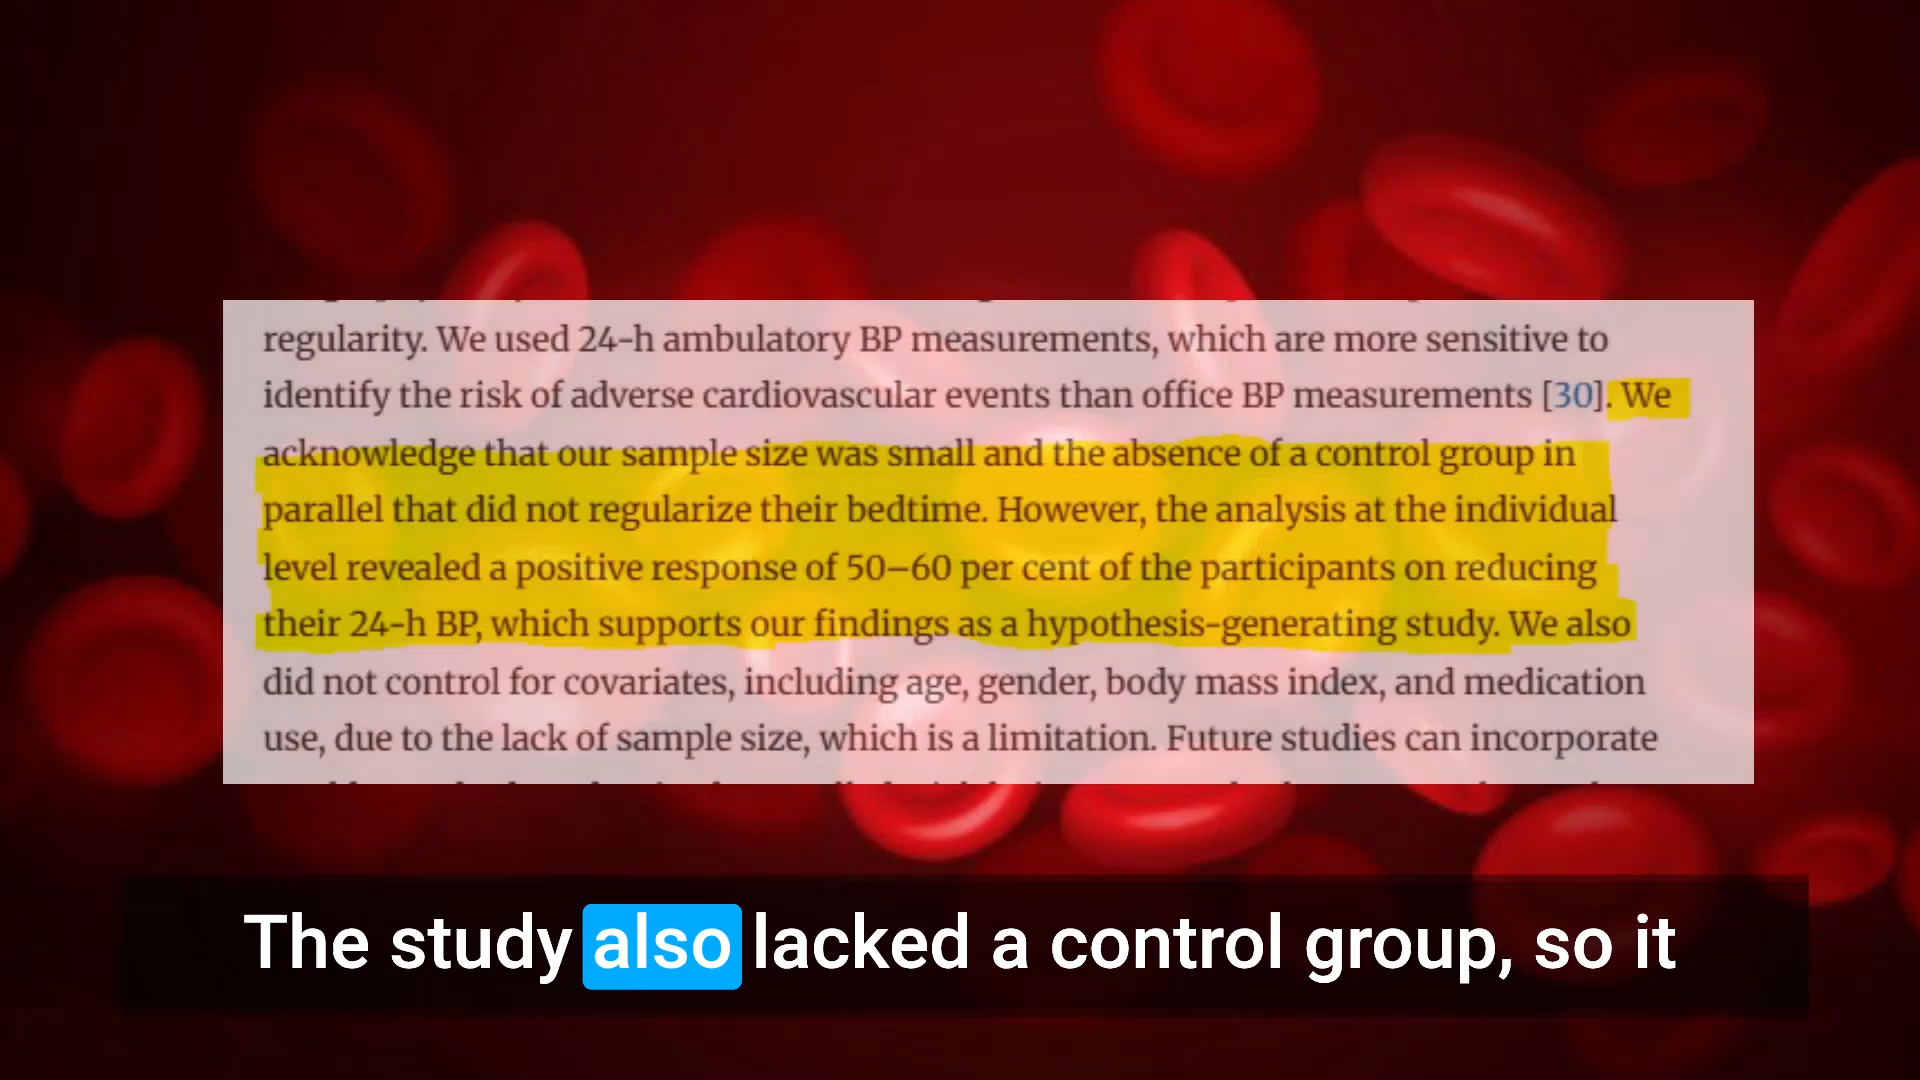 regularity. We used 24-h ambulatory BP measurements, which are more sensitive to
identify the risk of adverse cardiovascular events than office BP measurements [30]. We
acknowledge that our sample size was small and the absence of a control group in
parallel that did not regularize their bedtime. However, the analysis at the individual
level revealed a positive response of 50–60 per cent of the participants on reducing
their 24-h BP, which supports our findings as a hypothesis-generating study. We also
did not control for covariates, including age, gender, body mass index, and medication
use, due to the lack of sample size, which is a limitation. Future studies can incorporate
The study also lacked a control group, so it